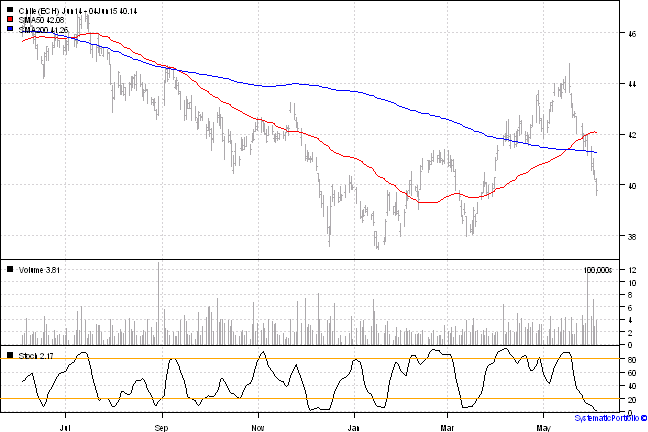 Chile (ECH) Jun14 - 04Jun15 40.14
SMA50 42.08
SMA200 41.26
46
44
42
40
38
Volume 3.81
100,000s
12
10
8
6
4
2
0
Stoch 2.17
80
60
40
20
0
Jul Sep Nov Jan Mar May
SystematicPortfolio ©